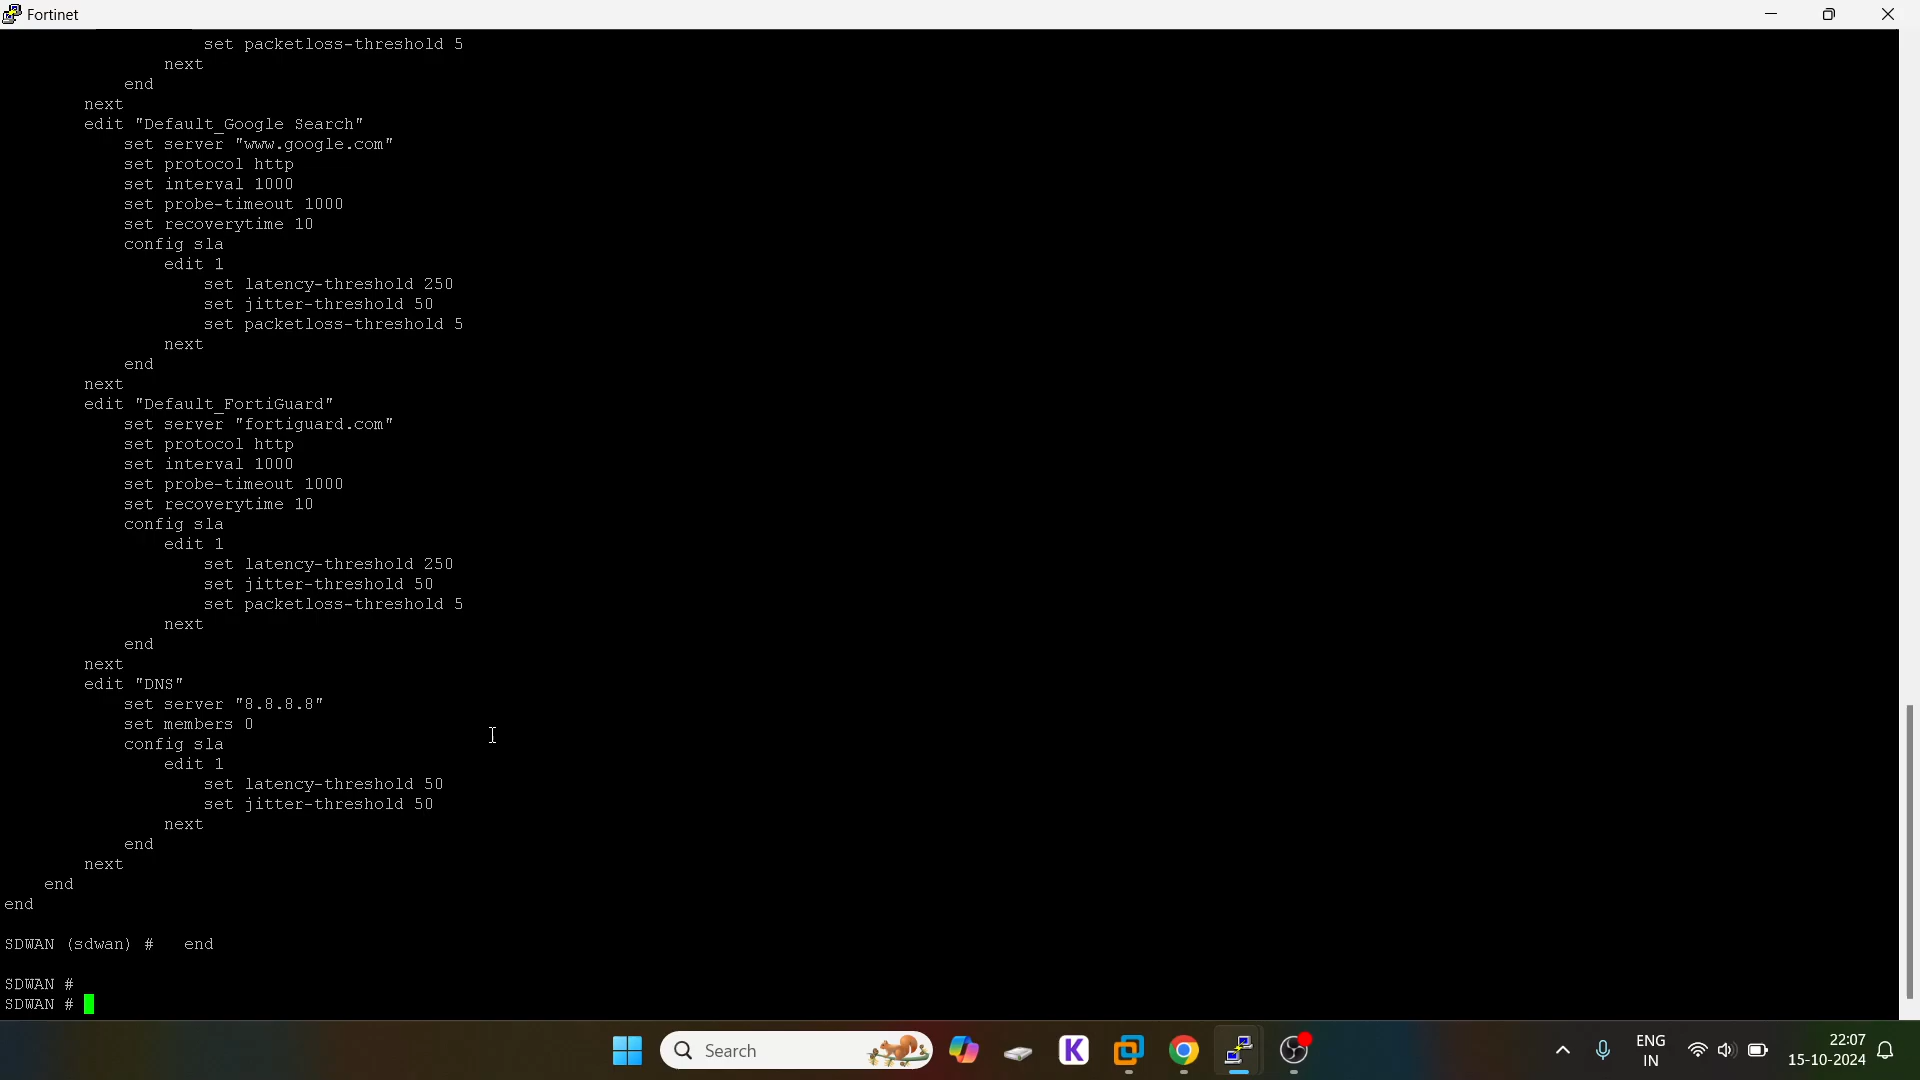 Fortinet
set packetloss-threshold 5
next
end
next
edit "Default_Google Search"
set server "www.google.com"
set protocol http
set interval 1000
set probe-timeout 1000
set recoverytime 10
config sla
edit 1
set latency-threshold 250
set jitter-threshold 50
set packetloss-threshold 5
next
end
next
edit "Default_FortiGuard"
set server "fortiguard.com"
set protocol http
set interval 1000
set probe-timeout 1000
set recoverytime 10
config sla
edit 1
set latency-threshold 250
set jitter-threshold 50
set packetloss-threshold 5
next
end
next
edit "DNS"
set server "8.8.8.8"
set members 0
config sla
edit 1
set latency-threshold 50
set jitter-threshold 50
next
end
next
end
end
SDWAN (sdwan) #   end
SDWAN #
SDWAN #
Search
K
ENG
IN
22:07
15-10-2024